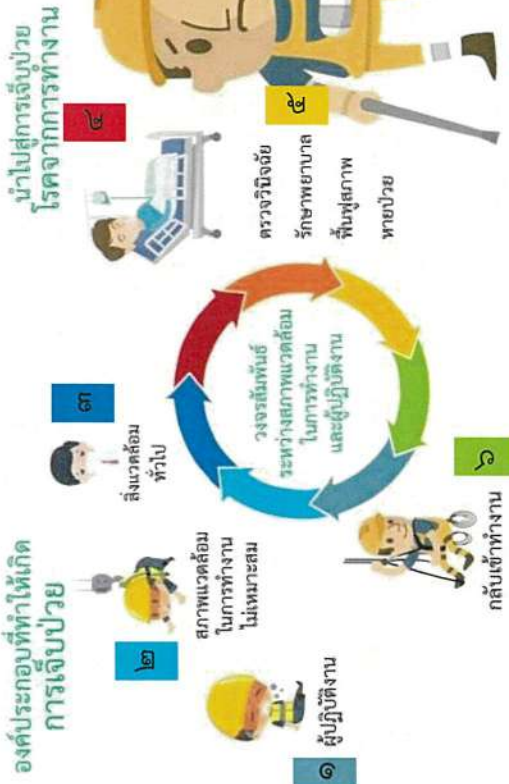 องค์ประกอบที่ทำให้เกิด
การเจ็บป่วย
๑
ผู้ปฏิบัติงาน
๒
สภาพแวดล้อม
ในการทำงาน
ไม่เหมาะสม
๓
สิ่งแวดล้อม
ทั่วไป
นำไปสู่การเจ็บป่วย
โรคจากการทำงาน
๔
๕
ตรวจวินิจฉัย
รักษาพยาบาล
ฟื้นฟูสภาพ
หายป่วย
๖
กลับเข้าทำงาน
วงจรสัมพันธ์
ระหว่างสภาพแวดล้อม
ในการทำงาน
และผู้ปฏิบัติงาน